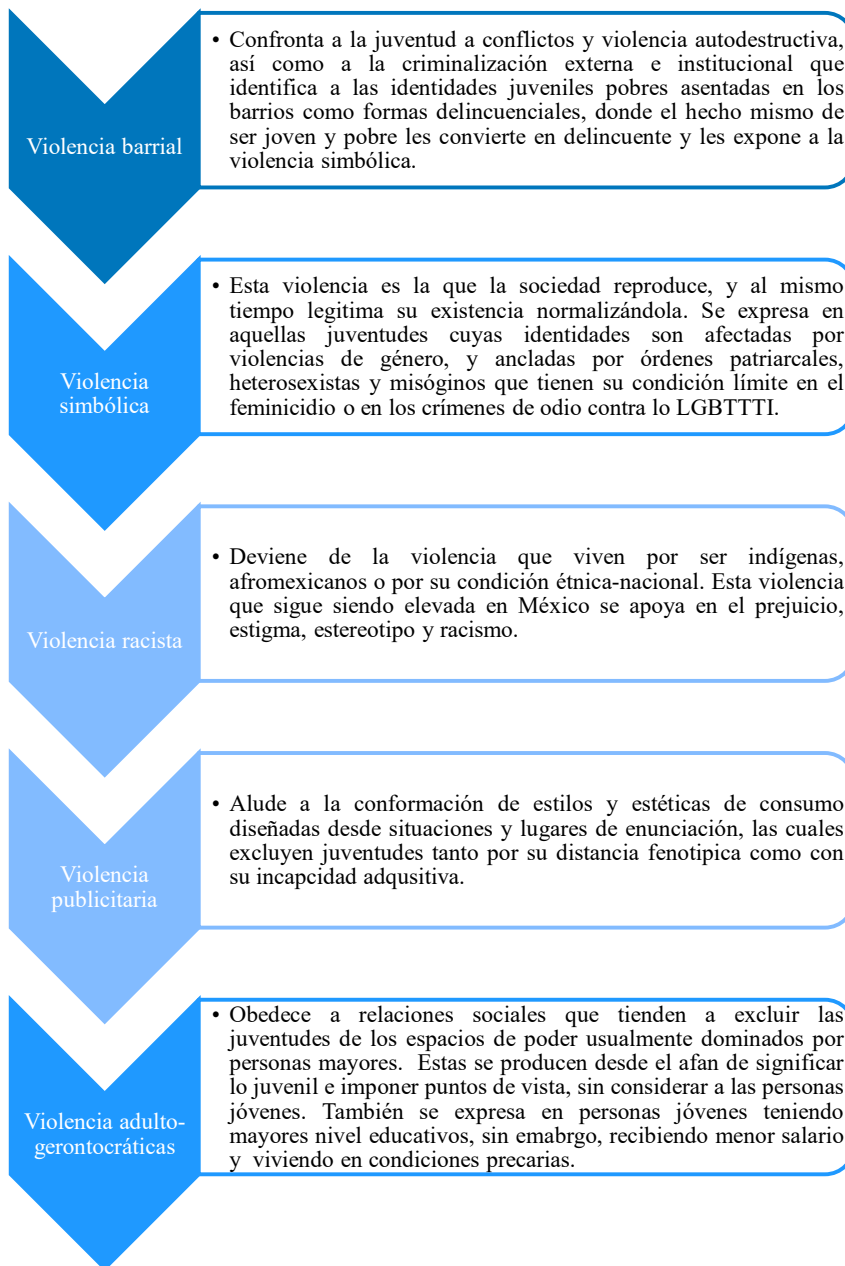 Violencia barrial
• Confronta a la juventud a conflictos y violencia autodestructiva,
así como a la criminalización externa e institucional que
identifica a las identidades juveniles pobres asentadas en los
barrios como formas delincuenciales, donde el hecho mismo de
ser joven y pobre les convierte en delincuente y les expone a la
violencia simbólica.
Violencia
simbólica
• Esta violencia es la que la sociedad reproduce, y al mismo
tiempo legitima su existencia normalizándola. Se expresa en
aquellas juventudes cuyas identidades son afectadas por
violencias de género, y ancladas por órdenes patriarcales,
heterosexistas y misóginos que tienen su condición límite en el
feminicidio o en los crímenes de odio contra lo LGBTTTI.
Violencia racista
• Deviene de la violencia que viven por ser indígenas,
afromexicanos o por su condición étnica-nacional. Esta violencia
que sigue siendo elevada en México se apoya en el prejuicio,
estigma, estereotipo y racismo.
Violencia
publicitaria
• Alude a la conformación de estilos y estéticas de consumo
diseñadas desde situaciones y lugares de enunciación, las cuales
excluyen juventudes tanto por su distancia fenotipica como con
su incapcidad adqusitiva.
Violencia adulto-
gerontocráticas
• Obedece a relaciones sociales que tienden a excluir las
juventudes de los espacios de poder usualmente dominados por
personas mayores. Estas se producen desde el afan de significar
lo juvenil e imponer puntos de vista, sin considerar a las personas
jóvenes. También se expresa en personas jóvenes teniendo
mayores nivel educativos, sin emabrgo, recibiendo menor salario
y viviendo en condiciones precarias.